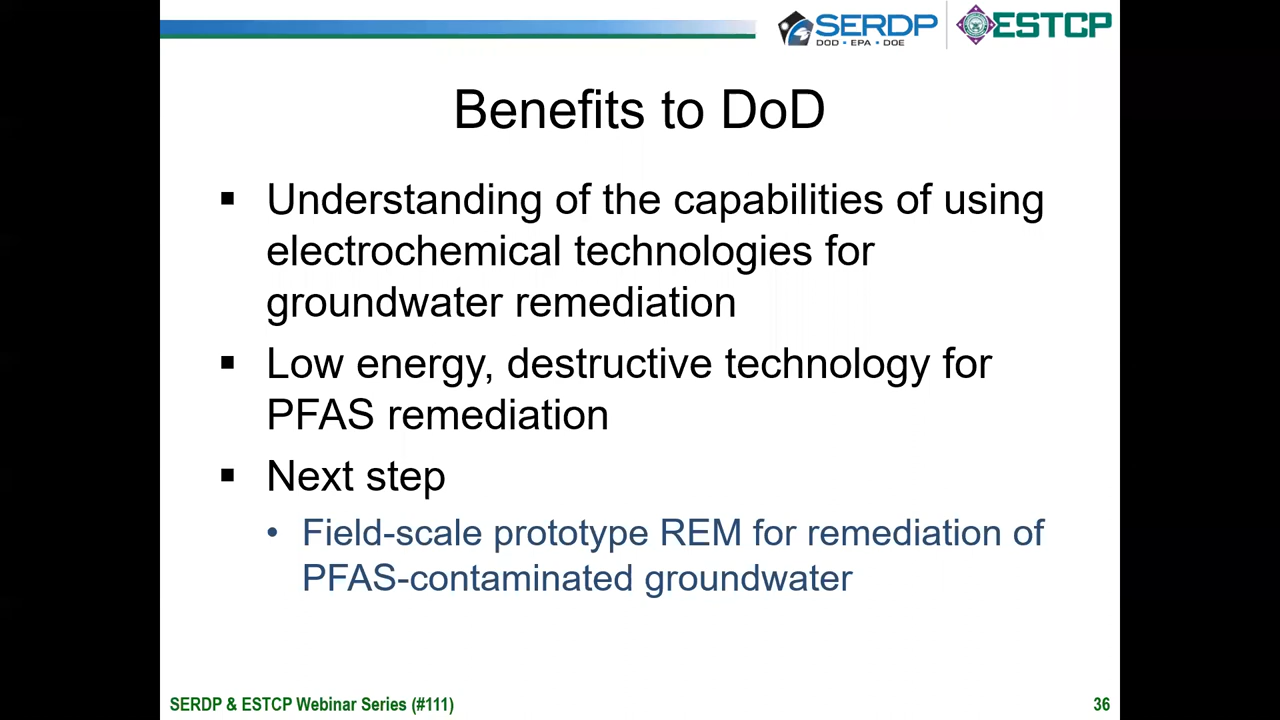 SERDP
DOD • EPA • DOE
ESTCP
Benefits to DoD
▪ Understanding of the capabilities of using
electrochemical technologies for
groundwater remediation
▪ Low energy, destructive technology for
PFAS remediation
▪ Next step
• Field-scale prototype REM for remediation of
PFAS-contaminated groundwater
SERDP & ESTCP Webinar Series (#111)
36